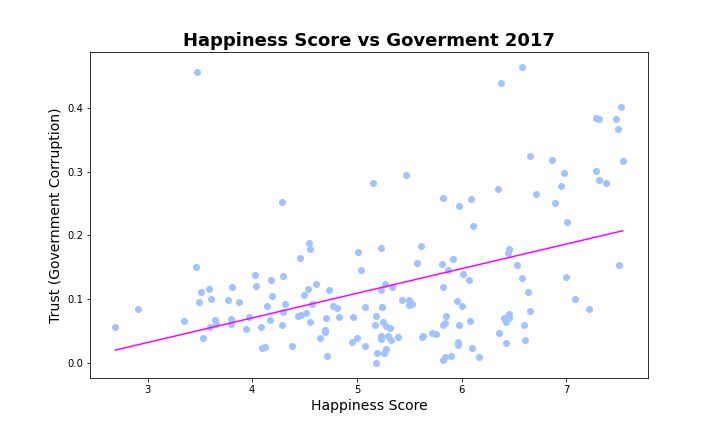 Happiness Score vs Goverment 2017
Trust (Government Corruption)
0.4
0.3
0.2
0.1
0.0
3 4 5 6 7
Happiness Score